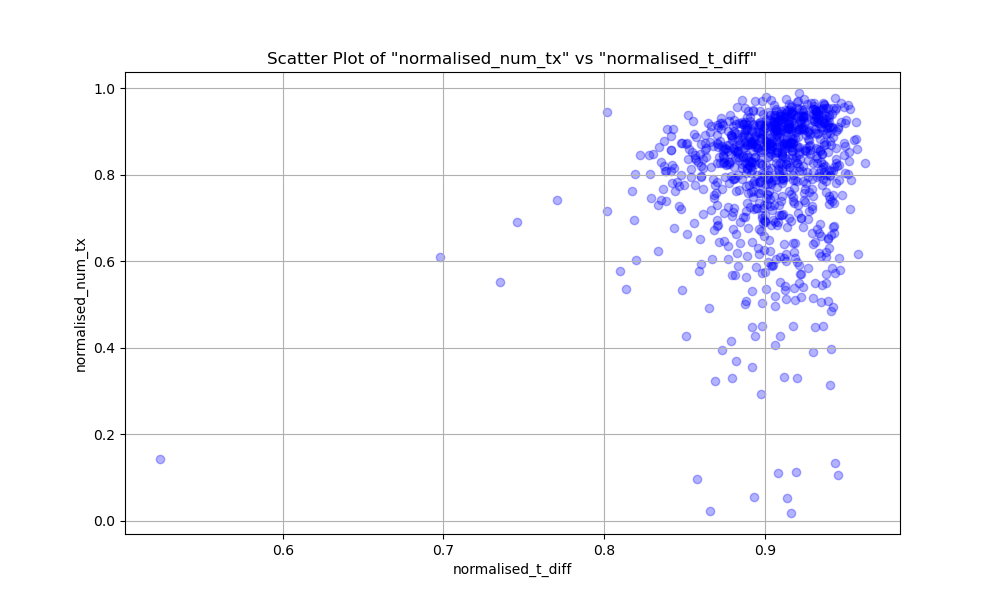 Scatter Plot of "normalised_num_tx" vs "normalised_t_diff"
1.0
0.8
0.6
0.4
0.2
0.0
normalised_num_tx
0.6 0.7 0.8 0.9
normalised_t_diff